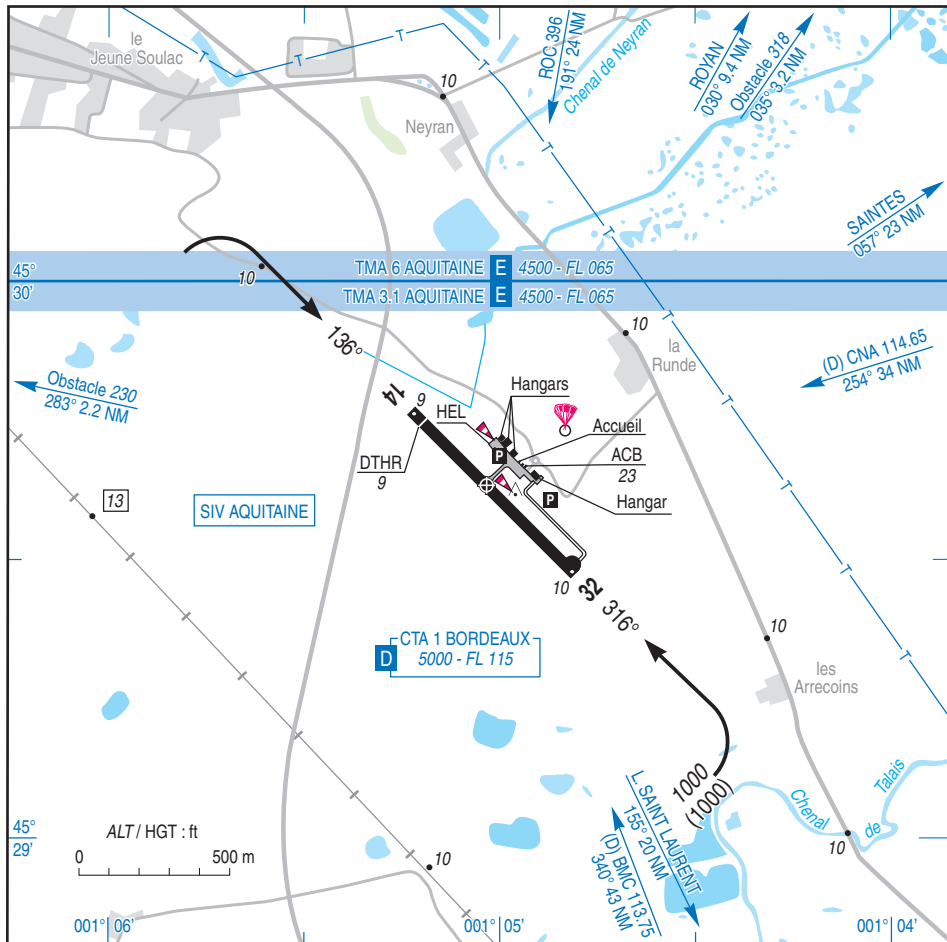 le
Jeune Soulac
T
T
T
10
Neyran
ROC 396
191° 24 NM
Chenal de Neyran
ROYAN
030° 9.4 NM
Obstacle 318
035° 3.2 NM
T
SAINTES
057° 23 NM
45°
30'
10
TMA 6 AQUITAINE E 4500 - FL 065
TMA 3.1 AQUITAINE E 4500 - FL 065
T
136°
10
la
Runde
(D) CNA 114.65
254° 34 NM
Obstacle 230
283° 2.2 NM
14
9
HEL
Hangars
Accueil
DTHR
9
P
ACB
23
P
Hangar
13
SIV AQUITAINE
T
10
32
316°
10
CTA 1 BORDEAUX
D 5000 - FL 115
T
les
Arrecoins
1000
(1000)
L. SAINT LAURENT
155° 20 NM
(D) BMC 113.75
340° 43 NM
Chenal
de
Talais
10
45°
29'
ALT / HGT : ft
0 500 m
10
001° 06'
001° 05'
001° 04'